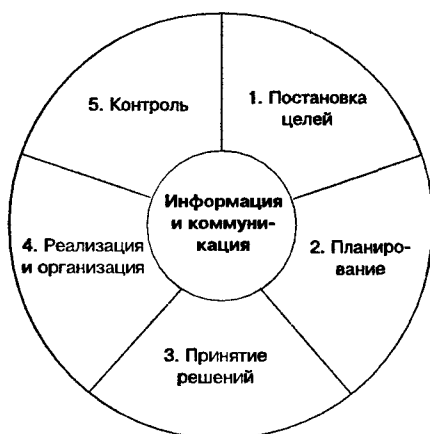 1. Постановка
целей
2. Планиро-
вание
3. Принятие
решений
4. Реализация
и организация
5. Контроль
Информация
и коммуни-
кация